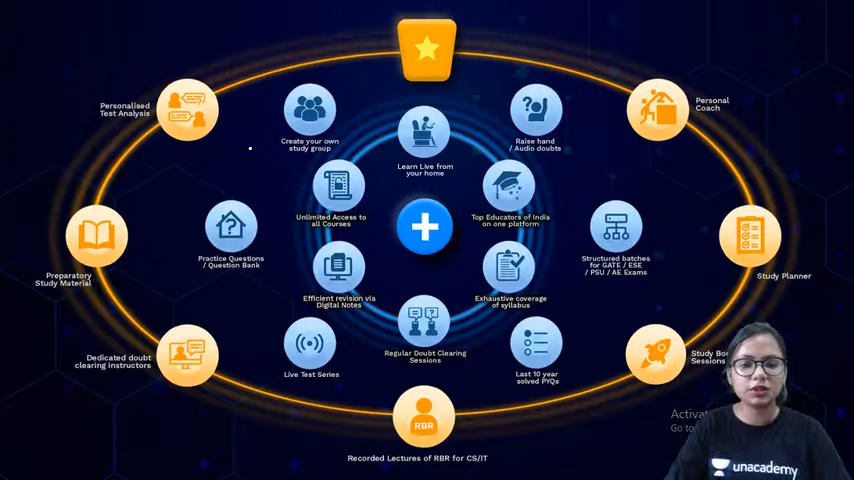 Personalised
Test Analysis
Create your own
study group
Learn Live from
your home
Raise hand
/ Audio doubts
Personal
Coach
Unlimited Access to
all Courses
Top Educators of India
on one platform
Practice Questions
/ Question Bank
Structured batches
for GATE / ESE
/ PSU / AE Exams
Preparatory
Study Material
Study Planner
Efficient revision via
Digital Notes
Exhaustive coverage
of syllabus
Dedicated doubt
clearing Instructors
Live Test Series
Regular Doubt Clearing
Sessions
Last 10 year
solved PYQs
Study
Sessions
RBR
Recorded Lectures of RBR for CS/IT
Go to
unacademy